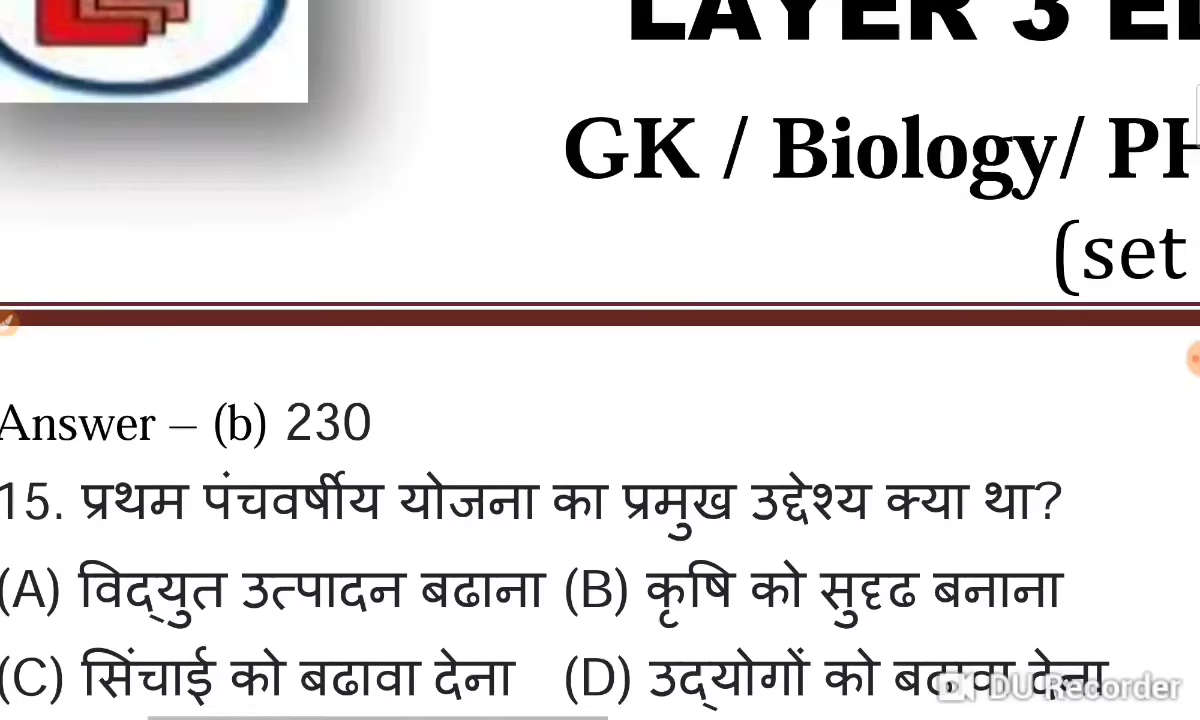 LAYER 3
GK / Biology/
(set
Answer – (b) 230
15. प्रथम पंचवर्षीय योजना का प्रमुख उद्देश्य क्या था?
(A) विद्युत उत्पादन बढाना (B) कृषि को सुदृढ बनाना
(C) सिंचाई को बढावा देना (D) उद्योगों को बढावा देना
DU Recorder